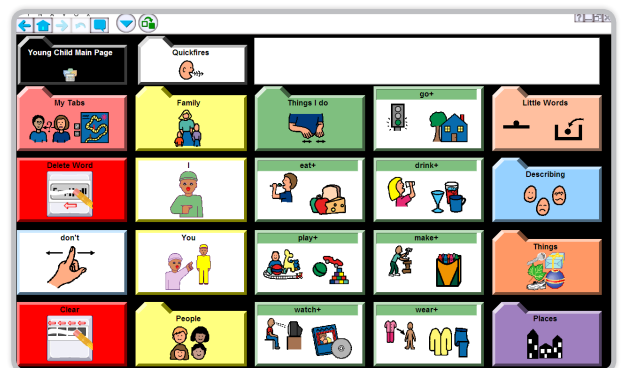 Young Child Main Page
Quickfires
My Tabs
Family
Things I do
go+
Little Words
Delete Word
I
eat+
drink+
Describing
don't
You
play+
make+
Things
Clear
People
watch+
wear+
Places